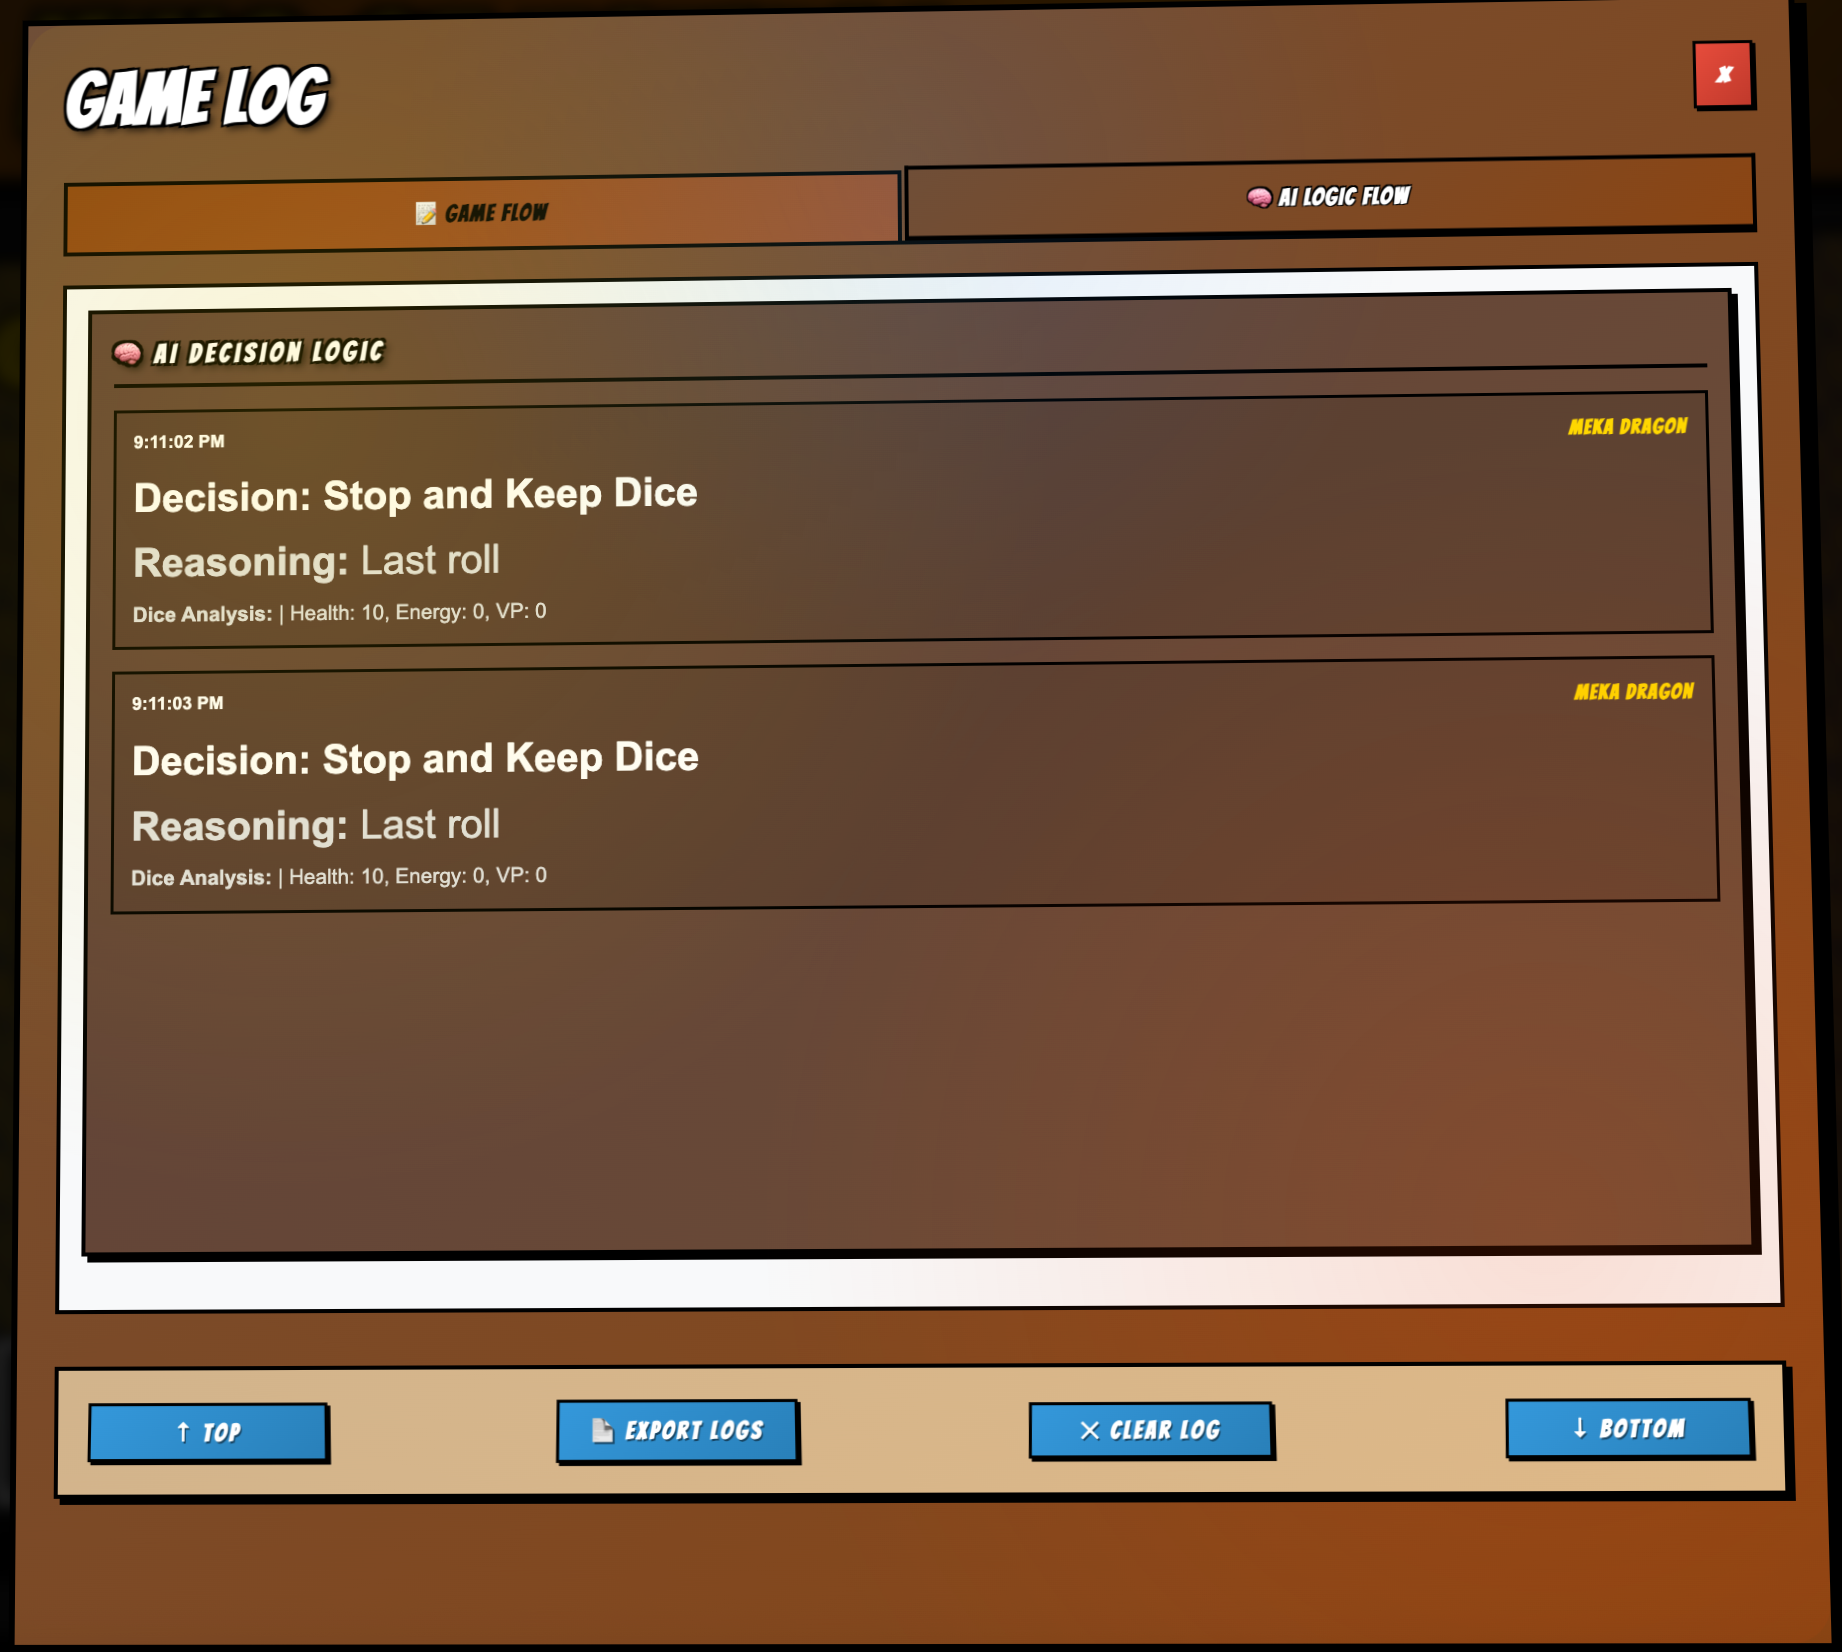 GAME LOG
X
📝 GAME FLOW
🧠 AI LOGIC FLOW
🧠 AI DECISION LOGIC
9:11:02 PM
MEKA DRAGON
Decision: Stop and Keep Dice
Reasoning: Last roll
Dice Analysis: | Health: 10, Energy: 0, VP: 0
9:11:03 PM
MEKA DRAGON
Decision: Stop and Keep Dice
Reasoning: Last roll
Dice Analysis: | Health: 10, Energy: 0, VP: 0
↑ TOP
📄 EXPORT LOGS
✕ CLEAR LOG
↓ BOTTOM